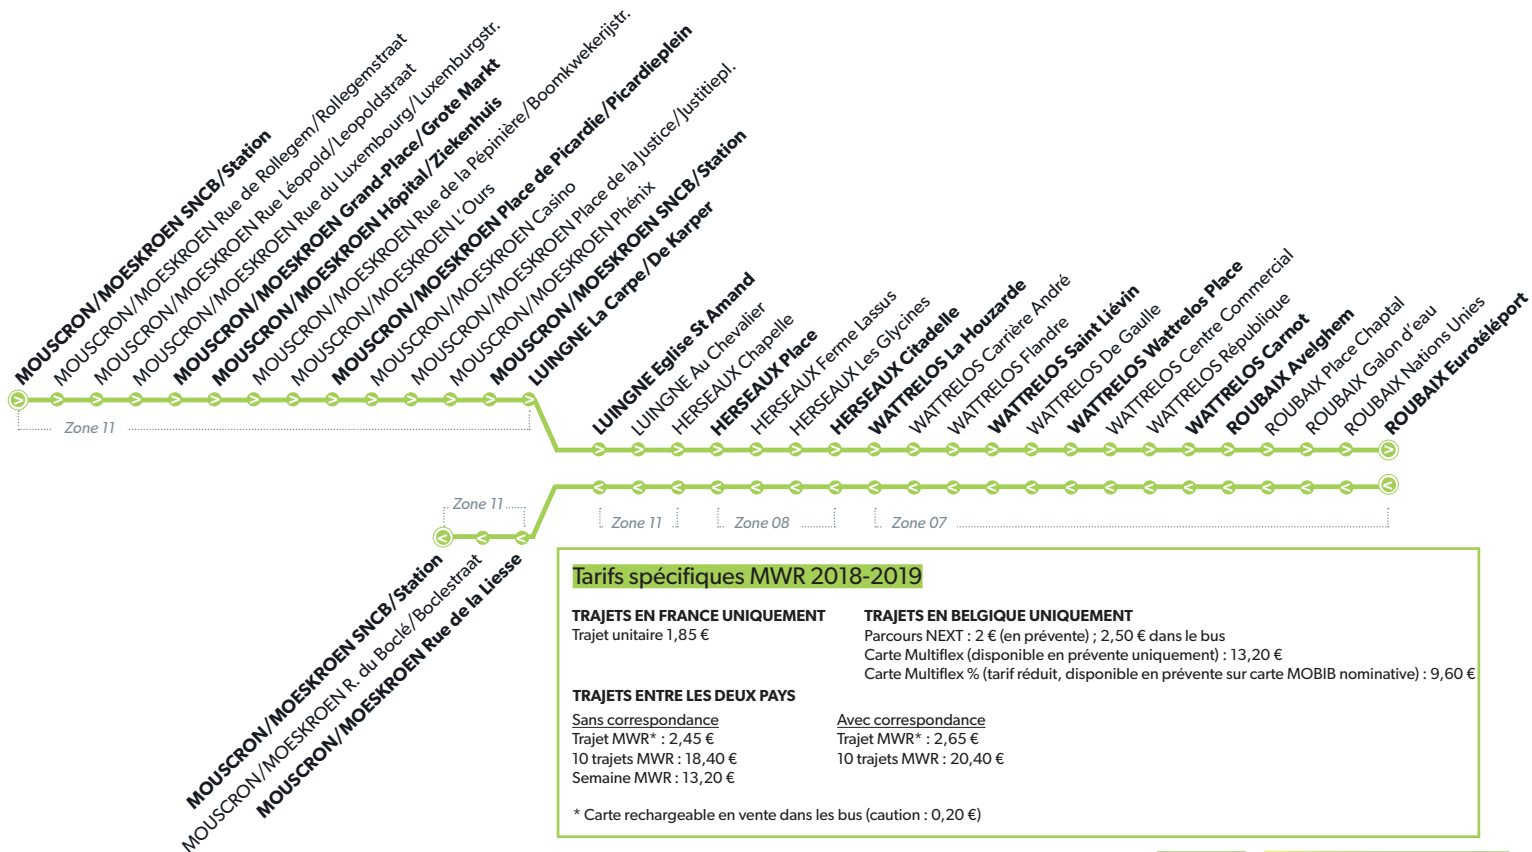 MOUSCRON/MOESKROEN SNCB/Station
MOUSCRON/MOESKROEN Rue de Rollegem/Rollegemstraat
MOUSCRON/MOESKROEN Rue Léopold/Leopoldstraat
MOUSCRON/MOESKROEN Rue du Luxembourg/Luxemburgstr.
MOUSCRON/MOESKROEN Grand-Place/Grote Markt
MOUSCRON/MOESKROEN Hôpital/Ziekenhuis
MOUSCRON/MOESKROEN Rue de la Pépinière/Boomkwekerijstr.
MOUSCRON/MOESKROEN L'Ours
MOUSCRON/MOESKROEN Place de Picardie/Picardieplein
MOUSCRON/MOESKROEN Casino
MOUSCRON/MOESKROEN Place de la Justice/Justitiepl.
MOUSCRON/MOESKROEN Phénix
MOUSCRON/MOESKROEN SNCB/Station
LUINGNE La Carpe/De Karper
LUINGNE Eglise St Amand
LUINGNE Au Chevalier
HERSEAUX Chapelle
HERSEAUX Place
HERSEAUX Ferme Lassus
HERSEAUX Les Glycines
HERSEAUX Citadelle
WATTRELOS La Houzarde
WATTRELOS Carrière André
WATTRELOS Flandre
WATTRELOS Saint Liévin
WATTRELOS De Gaulle
WATTRELOS Wattrelos Place
WATTRELOS Centre Commercial
WATTRELOS République
WATTRELOS Carnot
ROUBAIX Avelghem
ROUBAIX Place Chaptal
ROUBAIX Galon d'eau
ROUBAIX Nations Unies
ROUBAIX Eurotéléport
Zone 11
Zone 11
Zone 11
Zone 08
Zone 07
MOUSCRON/MOESKROEN SNCB/Station
MOUSCRON/MOESKROEN R. du Boclé/Boclestraat
MOUSCRON/MOESKROEN Rue de la Liesse
Tarifs spécifiques MWR 2018-2019
TRAJETS EN FRANCE UNIQUEMENT
Trajet unitaire 1,85 €
TRAJETS EN BELGIQUE UNIQUEMENT
Parcours NEXT : 2 € (en prévente) ; 2,50 € dans le bus
Carte Multiflex (disponible en prévente uniquement) : 13,20 €
Carte Multiflex % (tarif réduit, disponible en prévente sur carte MOBIB nominative) : 9,60 €
TRAJETS ENTRE LES DEUX PAYS
Sans correspondance
Trajet MWR* : 2,45 €
10 trajets MWR : 18,40 €
Semaine MWR : 13,20 €
Avec correspondance
Trajet MWR* : 2,65 €
10 trajets MWR : 20,40 €
* Carte rechargeable en vente dans les bus (caution : 0,20 €)